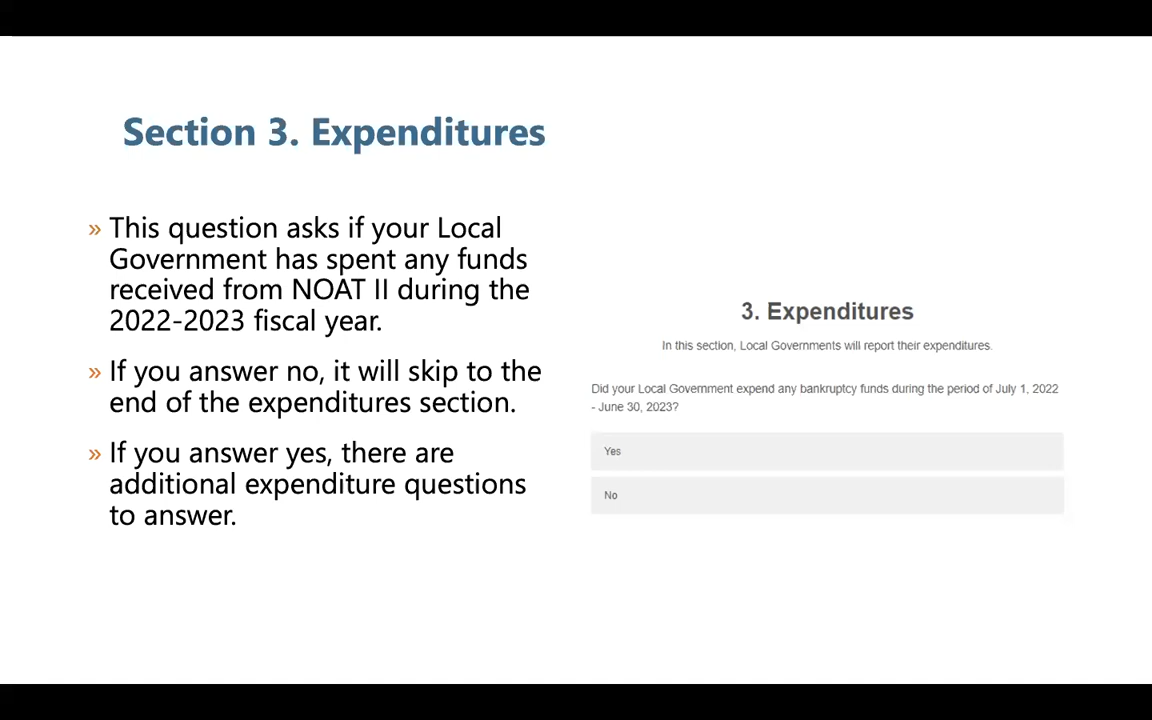 Section 3. Expenditures
» This question asks if your Local
Government has spent any funds
received from NOAT II during the
2022-2023 fiscal year.
» If you answer no, it will skip to the
end of the expenditures section.
» If you answer yes, there are
additional expenditure questions
to answer.
3. Expenditures
In this section, Local Governments will report their expenditures.
Did your Local Government expend any bankruptcy funds during the period of July 1, 2022
- June 30, 2023?
Yes
No